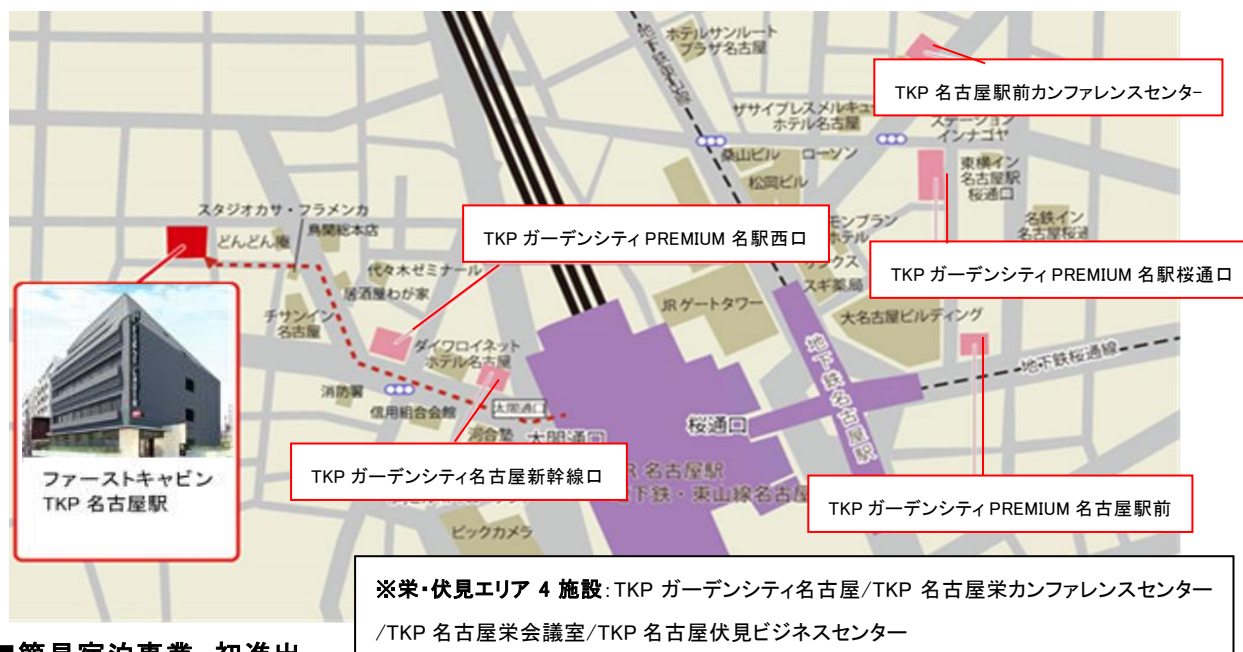 ホテルサンルート
プラザ名古屋
TKP 名古屋駅前カンファレンスセンター
ザサイプレスメルキュー
ホテル名古屋
ステーション
インナゴヤ
桑山ビル
ローソン
松岡ビル
東横イン
名古屋駅
桜通口
名鉄イン
名古屋桜通
スタジオカサ・フラメンカ
鳥開総本店
どんどん庵
TKP ガーデンシティ PREMIUM 名駅西口
モンブラン
ホテル
サンクス
スギ薬局
TKP ガーデンシティ PREMIUM 名駅桜通口
代々木ゼミナール
居酒屋わが家
JRゲートタワー
大名古屋ビルディング
チサンイン
名古屋
ダイワロイネット
ホテル名古屋
地下鉄名古屋駅
地下鉄桜通線
消防署
信用組合会館
太閤通口
河合塾
太閤通口
桜通口
TKP ガーデンシティ名古屋新幹線口
名古屋駅
下鉄・東山線名古屋
TKP ガーデンシティ PREMIUM 名古屋駅前
ビックカメラ
ファーストキャビン
TKP 名古屋駅
※栄・伏見エリア 4 施設：TKP ガーデンシティ名古屋/TKP 名古屋栄カンファレンスセンター
/TKP 名古屋栄会議室/TKP 名古屋伏見ビジネスセンター